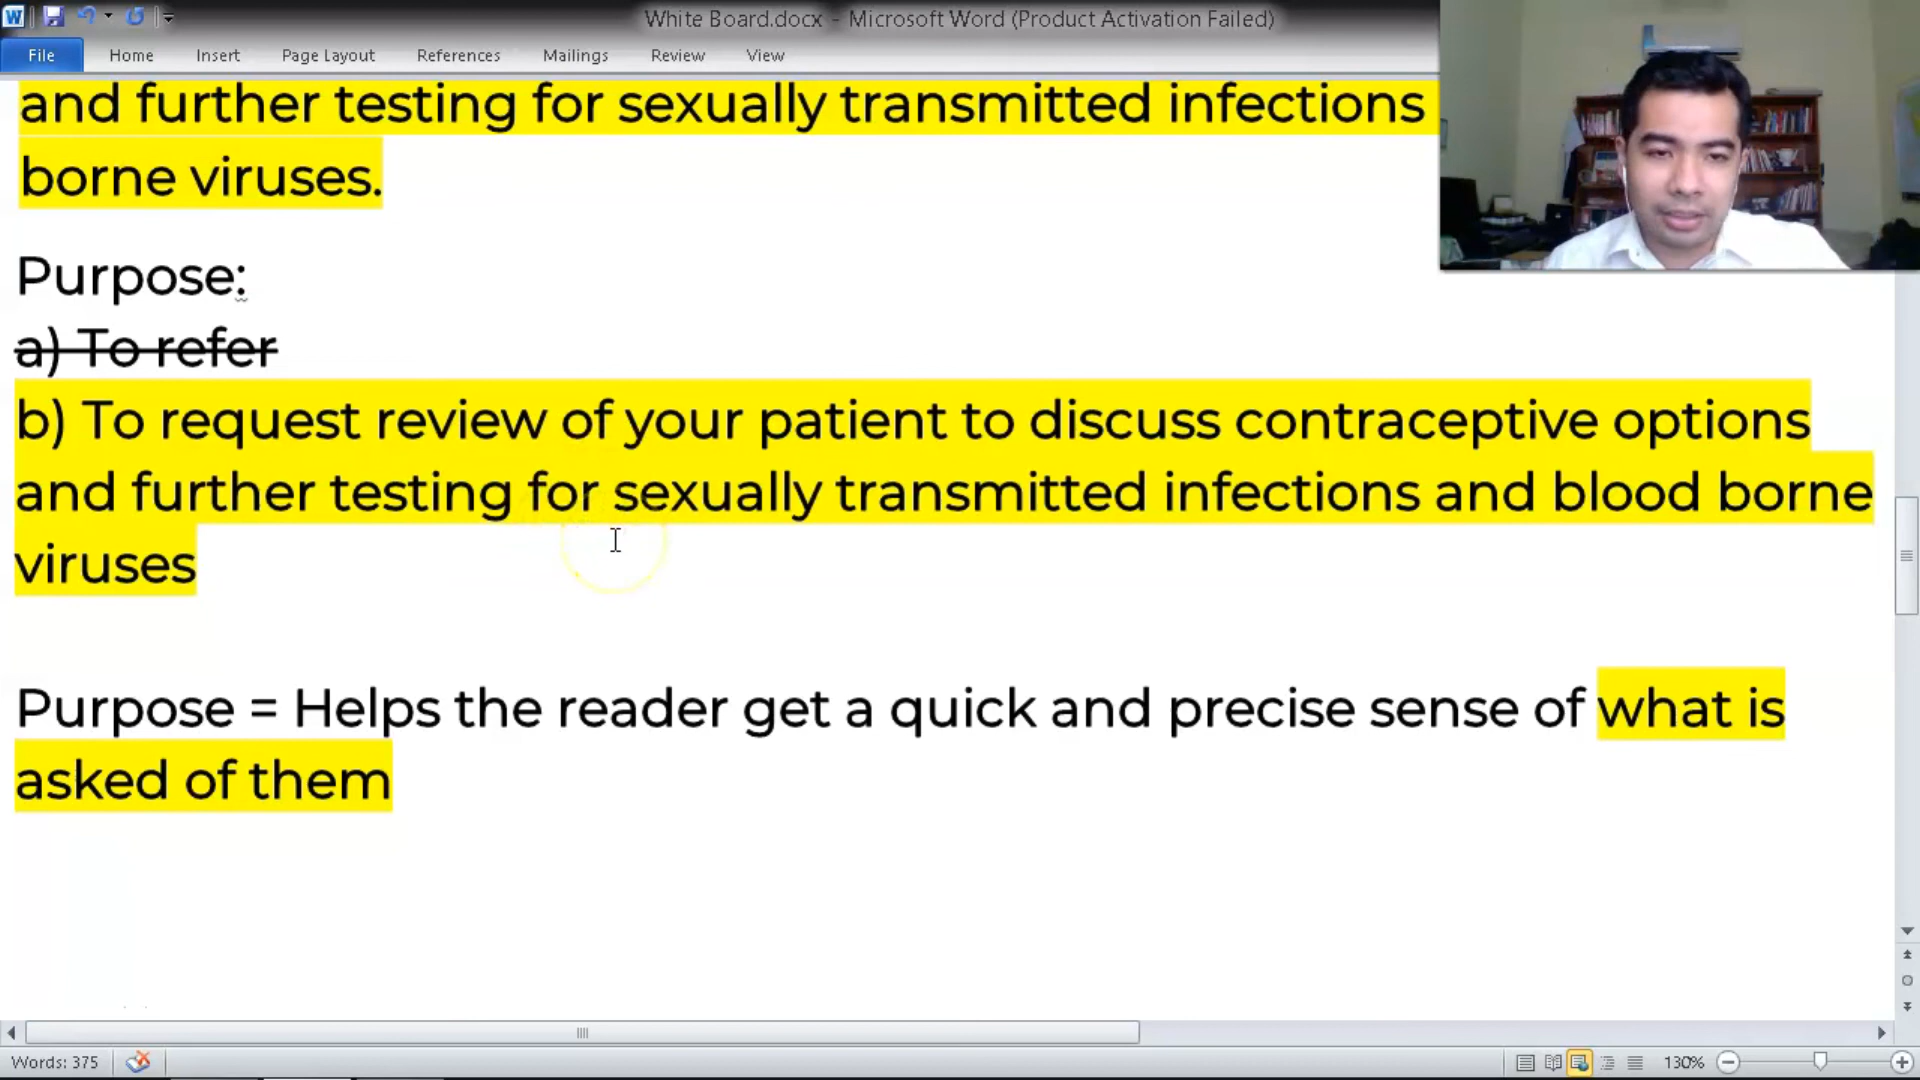 White Board.docx - Microsoft Word (Product Activation Failed)
File Home Insert Page Layout References Mailings Review View
and further testing for sexually transmitted infections
borne viruses.
Purpose:
a) To refer
b) To request review of your patient to discuss contraceptive options
and further testing for sexually transmitted infections and blood borne
viruses
Purpose = Helps the reader get a quick and precise sense of what is
asked of them
Words: 375 130%